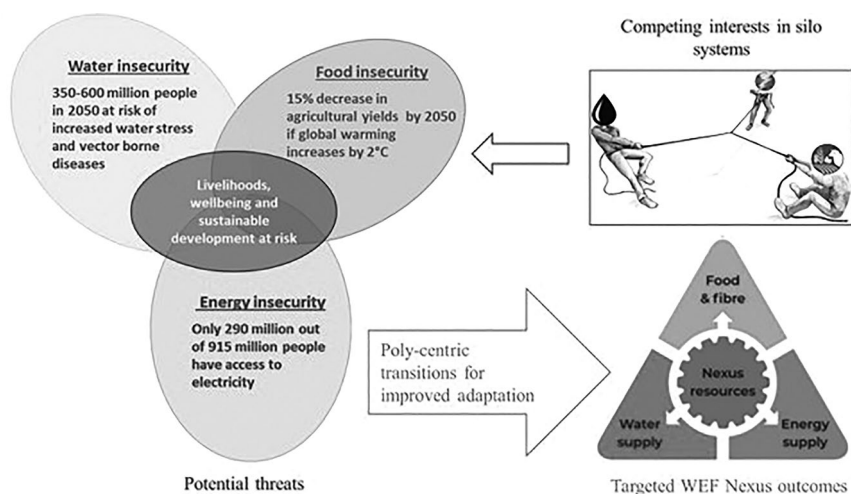 Water insecurity
350-600 million people
in 2050 at risk of
increased water stress
and vector borne
diseases
Food insecurity
15% decrease in
agricultural yields by 2050
if global warming
increases by 2°C
Livelihoods,
wellbeing and
sustainable
development at risk
Energy insecurity
Only 290 million out
of 915 million people
have access to
electricity
Potential threats
Competing interests in silo
systems
Poly-centric
transitions for
improved adaptation
Food
& fibre
Nexus
resources
Water
supply
Energy
supply
Targeted WEF Nexus outcomes